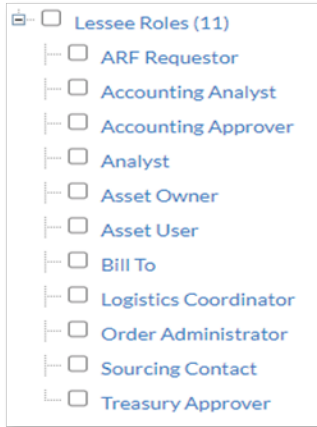 Lessee Roles (11)
ARF Requestor
Accounting Analyst
Accounting Approver
Analyst
Asset Owner
Asset User
Bill To
Logistics Coordinator
Order Administrator
Sourcing Contact
Treasury Approver